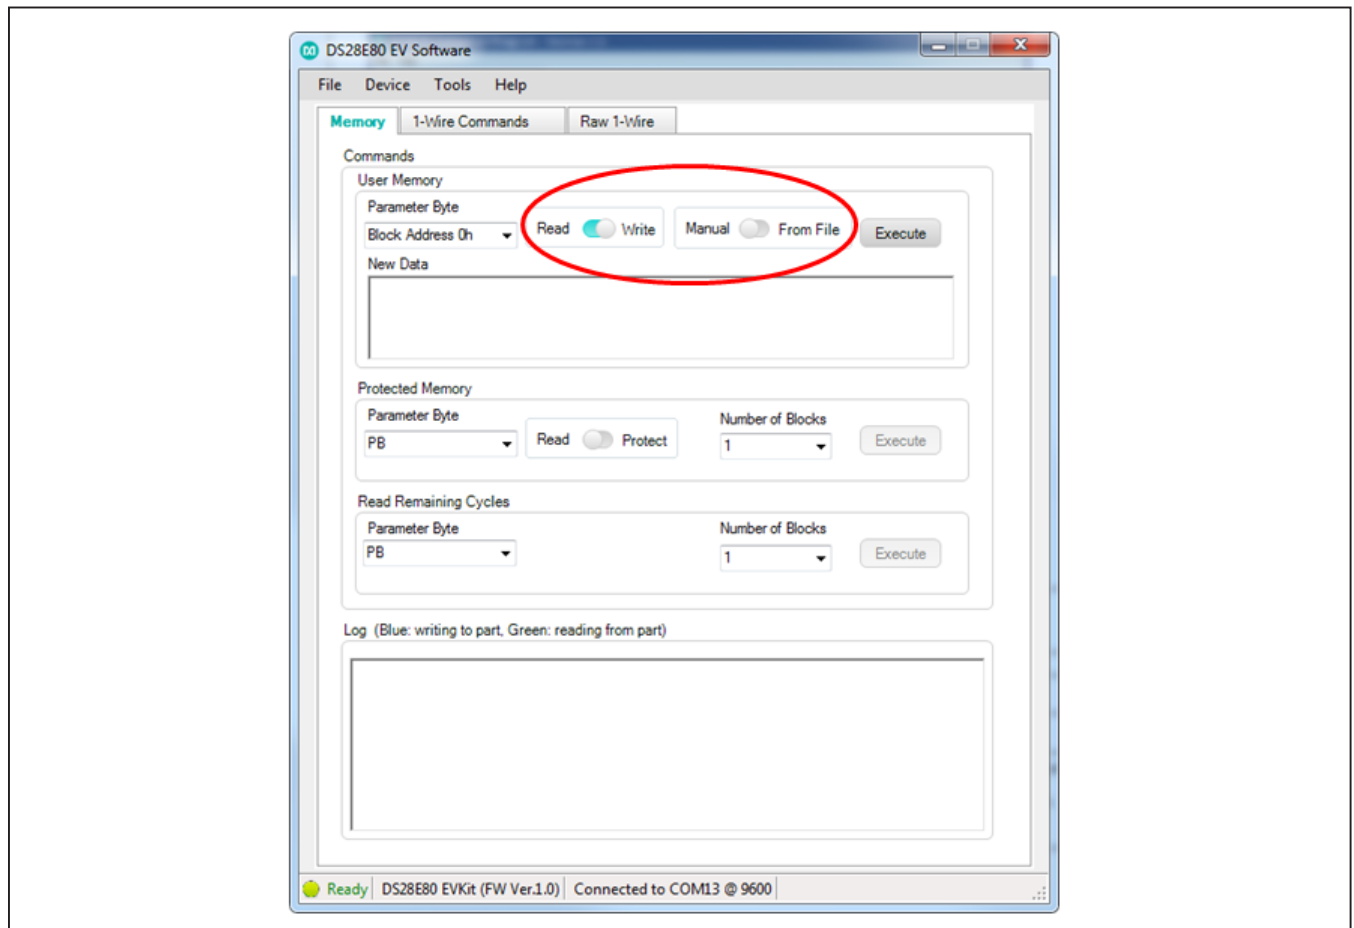 DS28E80 EV Software
File Device Tools Help
Memory 1-Wire Commands Raw 1-Wire
Commands
User Memory
Parameter Byte
Block Address 0h Read Write Manual From File Execute
New Data
Protected Memory
Parameter Byte Number of Blocks
PB Read Protect 1 Execute
Read Remaining Cycles
Parameter Byte Number of Blocks
PB 1 Execute
Log (Blue: writing to part, Green: reading from part)
Ready DS28E80 EVKit (FW Ver.1.0) Connected to COM13 @ 9600